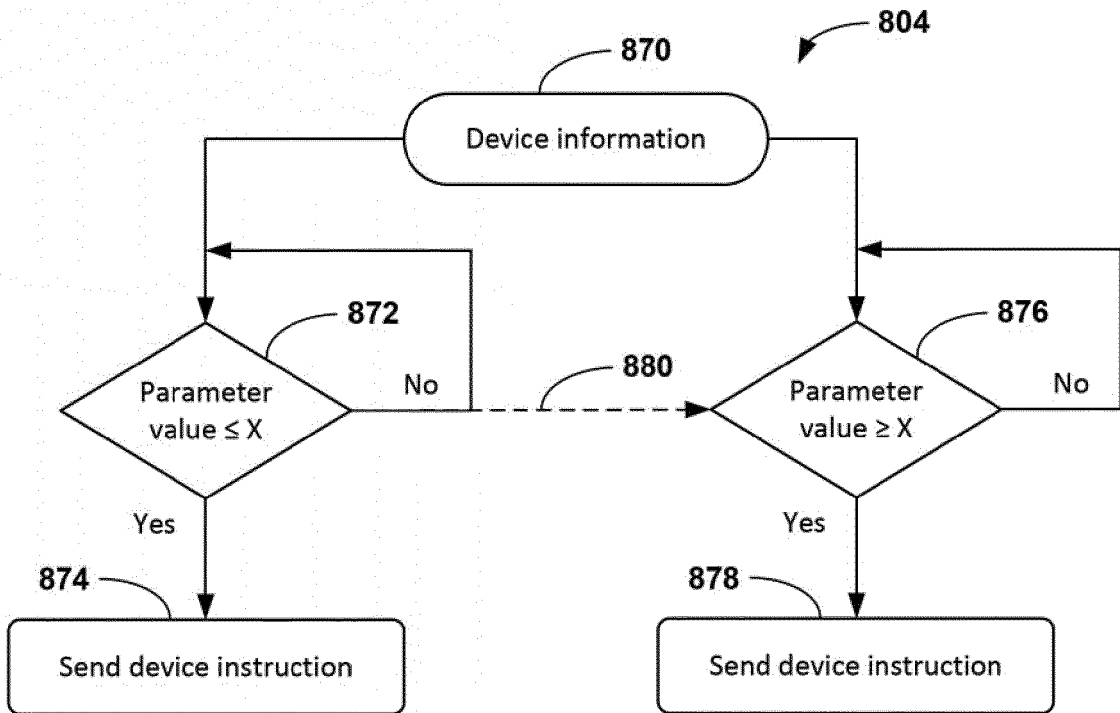 804
870
Device information
872
876
Parameter
value ≤ X
No
880
Parameter
value ≥ X
No
Yes
Yes
874
878
Send device instruction
Send device instruction